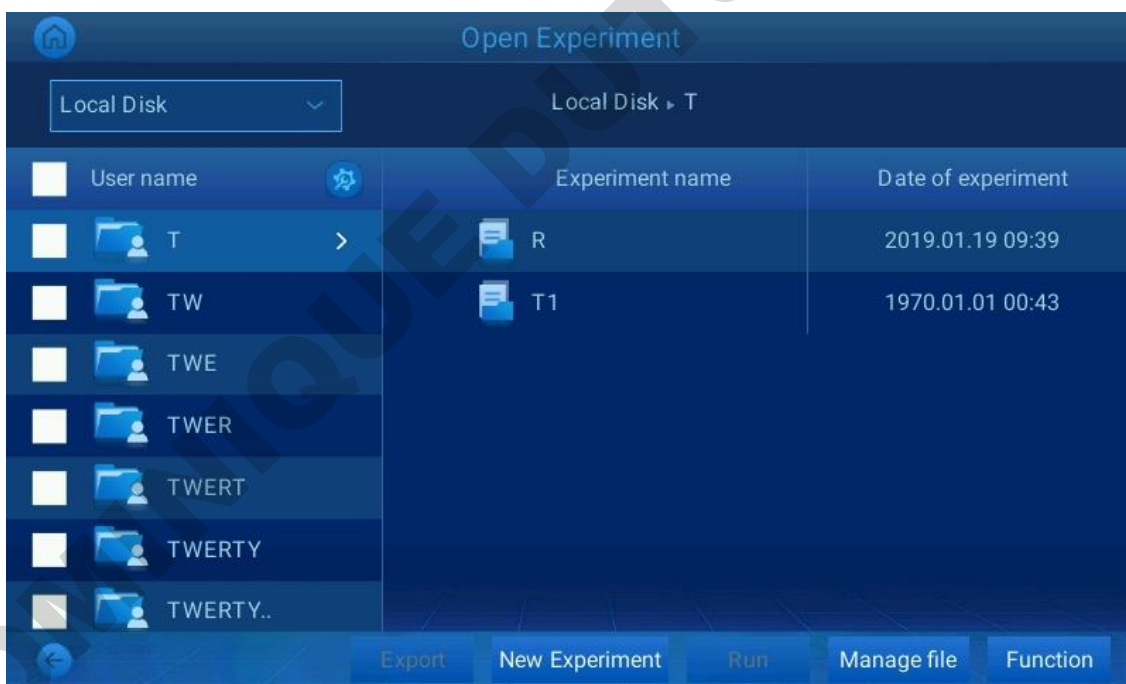 Open Experiment
Local Disk
Local Disk ▸ T
User name
Experiment name
Date of experiment
T
R
2019.01.19 09:39
TW
T1
1970.01.01 00:43
TWE
TWER
TWERT
TWERTY
TWERTY..
Export
New Experiment
Run
Manage file
Function